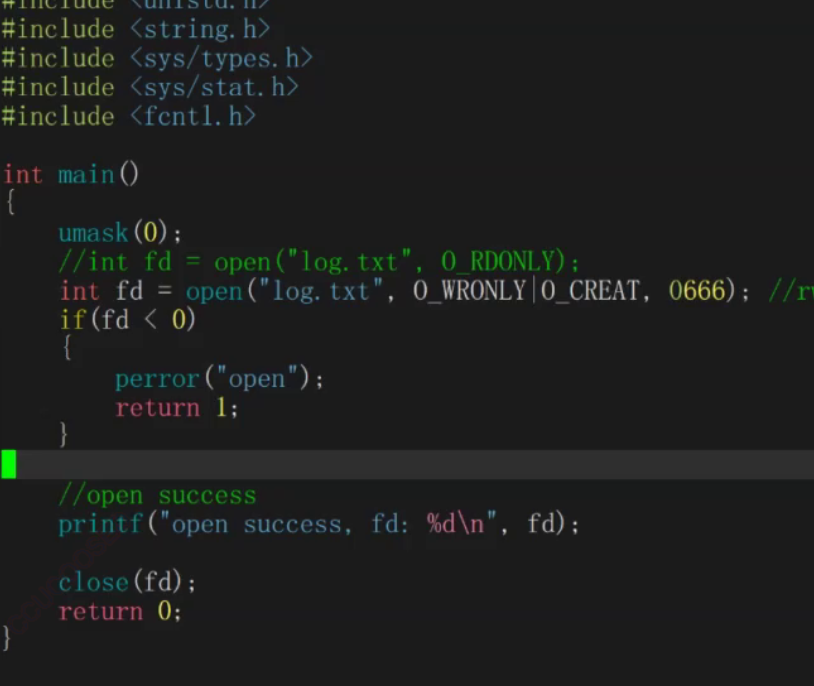 #include <unistd.h>
#include <string.h>
#include <sys/types.h>
#include <sys/stat.h>
#include <fcntl.h>
int main()
{
umask(0);
//int fd = open("log.txt", O_RDONLY);
int fd = open("log.txt", O_WRONLY|O_CREAT, 0666); //
if(fd < 0)
{
perror("open");
return 1;
}
//open success
printf("open success, fd: %d\n", fd);
close(fd);
return 0;
}